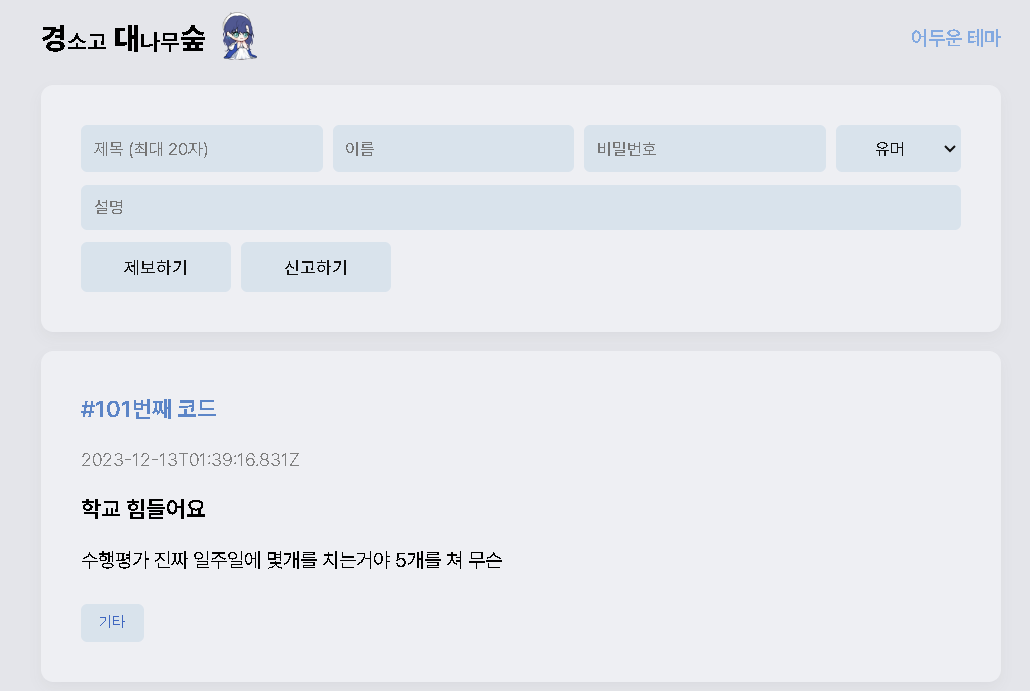 경소고 대나무숲
어두운 테마
제목 (최대 20자) 이름 비밀번호 유머
설명
제보하기 신고하기
#101번째 코드
2023-12-13T01:39:16.831Z
학교 힘들어요
수행평가 진짜 일주일에 몇개를 치는거야 5개를 쳐 무슨
기타